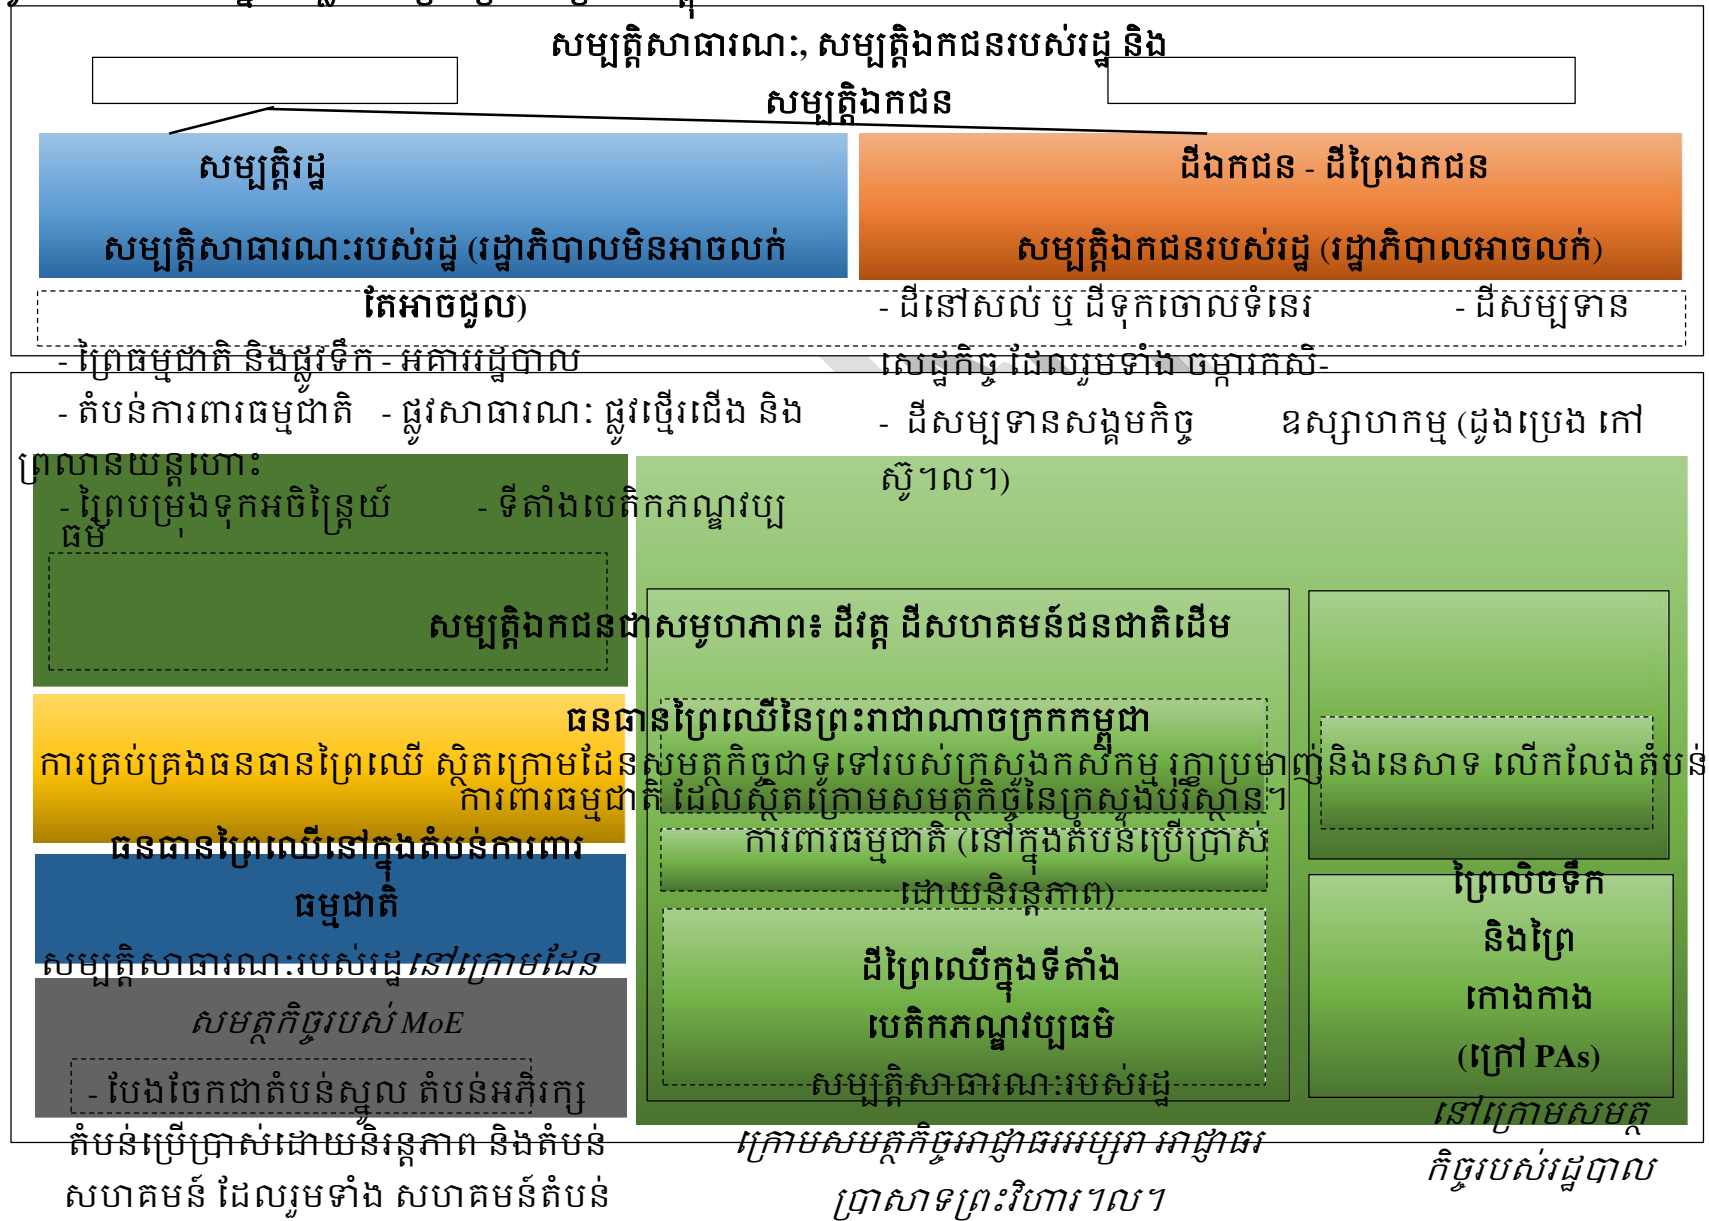 សម្បត្តិសាធារណៈ, សម្បត្តិឯកជនរបស់រដ្ឋ និង
សម្បត្តិឯកជន
សម្បត្តិរដ្ឋ
ដីឯកជន - ដីព្រៃឯកជន
សម្បត្តិសាធារណៈរបស់រដ្ឋ (រដ្ឋាភិបាលមិនអាចលក់
តែអាចជួល)
សម្បត្តិឯកជនរបស់រដ្ឋ (រដ្ឋាភិបាលអាចលក់)
- ដីនៅសល់ ឬ ដីទុកចោលទំនេរ - ដីសម្បទាន
សេដ្ឋកិច្ច ដែលរួមទាំង ចម្ការកសិ-
- ដីសម្បទានសង្គមកិច្ច ឧស្សាហកម្ម (ដូងប្រេង កៅ
ស៊ូ។ល។)
- ព្រៃធម្មជាតិ និងផ្លូវទឹក - អគាររដ្ឋបាល
- តំបន់ការពារធម្មជាតិ - ផ្លូវសាធារណៈ ផ្លូវថ្មើរជើង និង
ព្រលានយន្តហោះ
- ព្រៃបម្រុងទុកអចិន្ត្រៃយ៍ - ទីតាំងបេតិកភណ្ឌវប្ប
ធម៌
សម្បត្តិឯកជនជាសមូហភាព៖ ដីវត្ត ដីសហគមន៍ជនជាតិដើម
ធនធានព្រៃឈើនៃព្រះរាជាណាចក្រកកម្ពុជា
ការគ្រប់គ្រងធនធានព្រៃឈើ ស្ថិតក្រោមដែនសមត្ថកិច្ចជាទូទៅរបស់ក្រសួងកសិកម្ម រុក្ខាប្រមាញ់និងនេសាទ លើកលែងតំបន់
ការពារធម្មជាតិ ដែលស្ថិតក្រោមសមត្ថកិច្ចនៃក្រសួងបរិស្ថាន។
ធនធានព្រៃឈើនៅក្នុងតំបន់ការពារ
ធម្មជាតិ
សម្បត្តិសាធារណៈរបស់រដ្ឋនៅក្រោមដែន
សមត្ថកិច្ចរបស់ MoE
- បែងចែកជាតំបន់ស្នូល តំបន់អភិរក្ស
តំបន់ប្រើប្រាស់ដោយនិរន្តភាព និងតំបន់
សហគមន៍ ដែលរួមទាំង សហគមន៍តំបន់
ការពារធម្មជាតិ (នៅក្នុងតំបន់ប្រើប្រាស់
ដោយនិរន្តភាព)
ដីព្រៃឈើក្នុងទីតាំង
បេតិកភណ្ឌវប្បធម៌
សម្បត្តិសាធារណៈរបស់រដ្ឋ
ក្រោមសមត្ថកិច្ចអាជ្ញាធរអប្សរា អាជ្ញាធរ
ប្រាសាទព្រះវិហារ។ល។
ព្រៃលិចទឹក
និងព្រៃ
កោងកាង
(ក្រៅ PAs)
នៅក្រោមសមត្ថ
កិច្ចរបស់រដ្ឋបាល